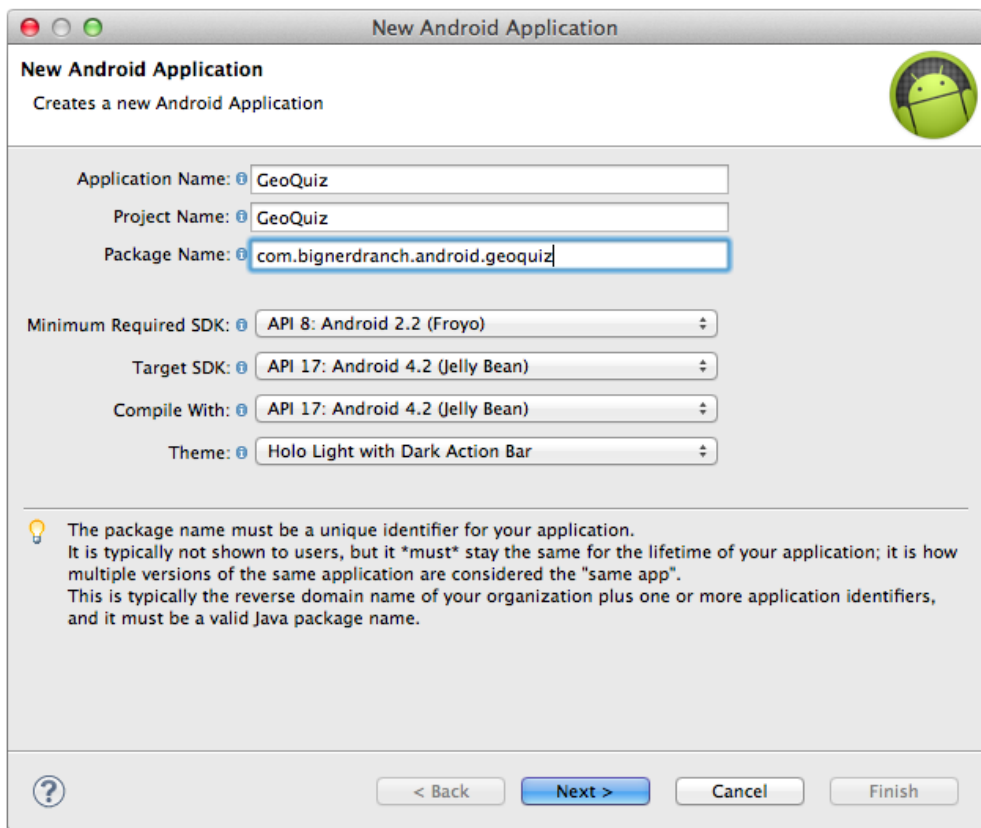 New Android Application
New Android Application
Creates a new Android Application
Application Name: GeoQuiz
Project Name: GeoQuiz
Package Name: com.bignerdranch.android.geoquiz
Minimum Required SDK: API 8: Android 2.2 (Froyo)
Target SDK: API 17: Android 4.2 (Jelly Bean)
Compile With: API 17: Android 4.2 (Jelly Bean)
Theme: Holo Light with Dark Action Bar
The package name must be a unique identifier for your application.
It is typically not shown to users, but it *must* stay the same for the lifetime of your application; it is how
multiple versions of the same application are considered the "same app".
This is typically the reverse domain name of your organization plus one or more application identifiers,
and it must be a valid Java package name.
? < Back Next > Cancel Finish